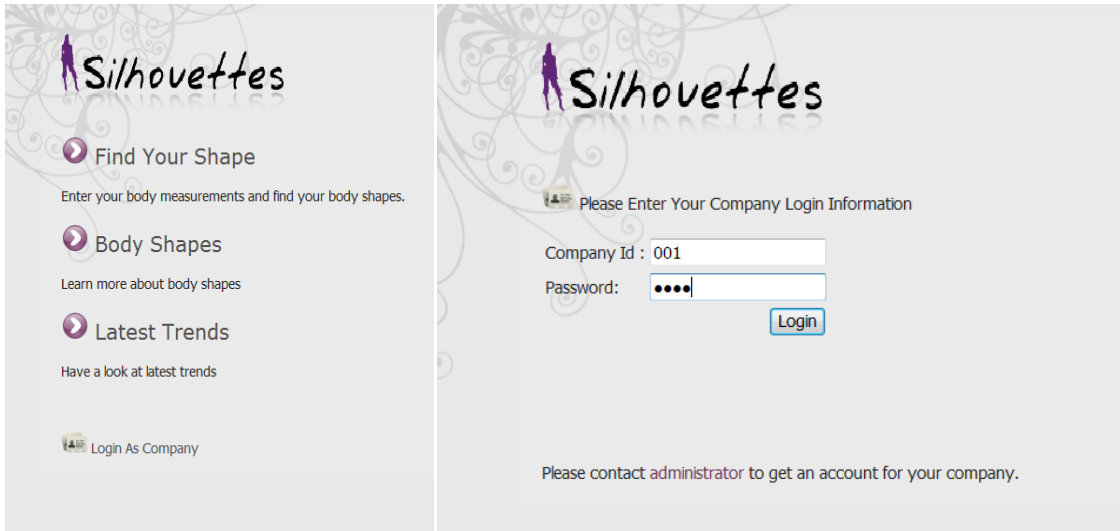 Silhovettes
Find Your Shape
Enter your body measurements and find your body shapes.
Body Shapes
Learn more about body shapes
Latest Trends
Have a look at latest trends
Login As Company
Silhovettes
Please Enter Your Company Login Information
Company Id : 001
Password: ••••
Login
Please contact administrator to get an account for your company.